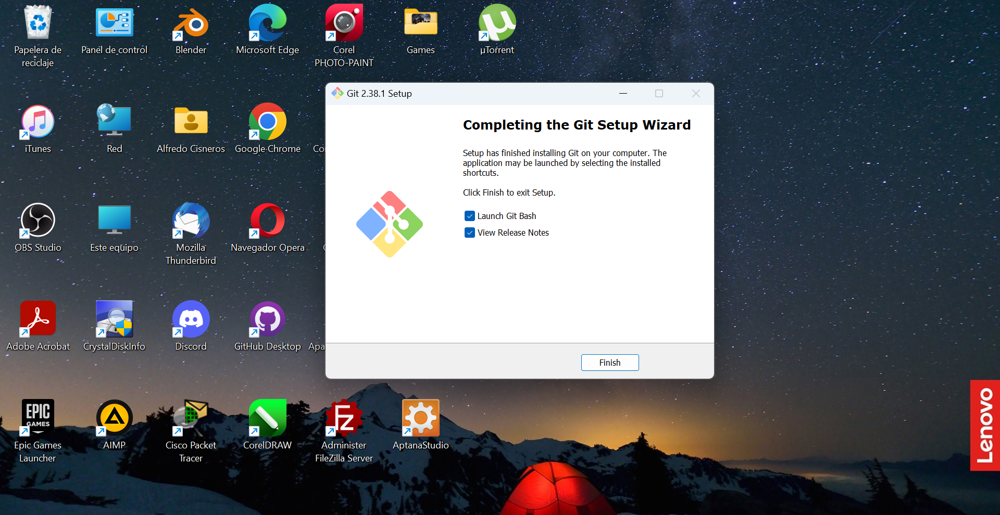 Papelera de
reciclaje
Panel de control
Blender
Microsoft Edge
Corel
PHOTO-PAINT
Games
µTorrent
Git 2.38.1 Setup
Completing the Git Setup Wizard
Setup has finished installing Git on your computer. The
application may be launched by selecting the installed
shortcuts.
Click Finish to exit Setup.
Launch Git Bash
View Release Notes
Finish
iTunes
Red
Alfredo Cisneros
Google Chrome
OBS Studio
Este equipo
Mozilla
Thunderbird
Navegador Opera
Adobe Acrobat
CrystalDiskInfo
Discord
GitHub Desktop
EPIC
GAMES
Epic Games
Launcher
AIMP
Cisco Packet
Tracer
CorelDRAW
Fz
Administer
FileZilla Server
AptanaStudio
Lenovo